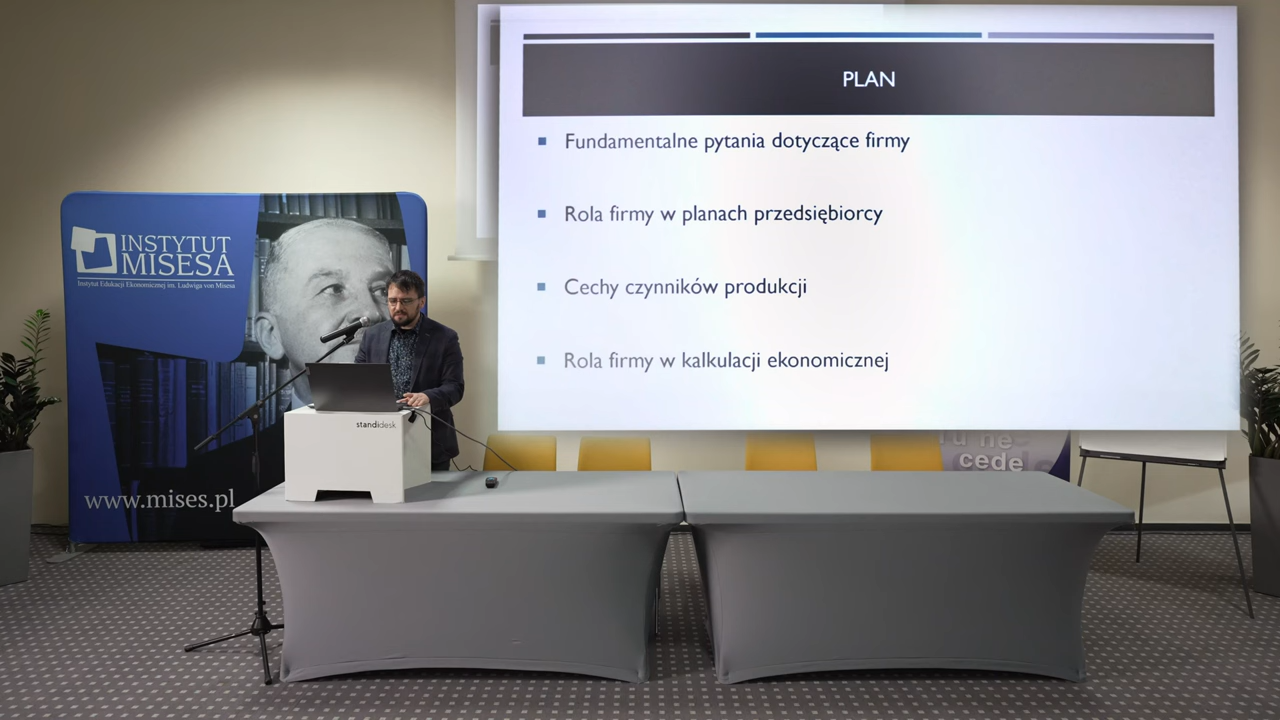 PLAN
Fundamentalne pytania dotyczące firmy
Rola firmy w planach przedsiębiorcy
Cechy czynników produkcji
Rola firmy w kalkulacji ekonomicznej
INSTYTUT
MISESA
Instytut Edukacji Ekonomicznej im. Ludwiga von Misesa
www.mises.pl
standidesk
ne
cede